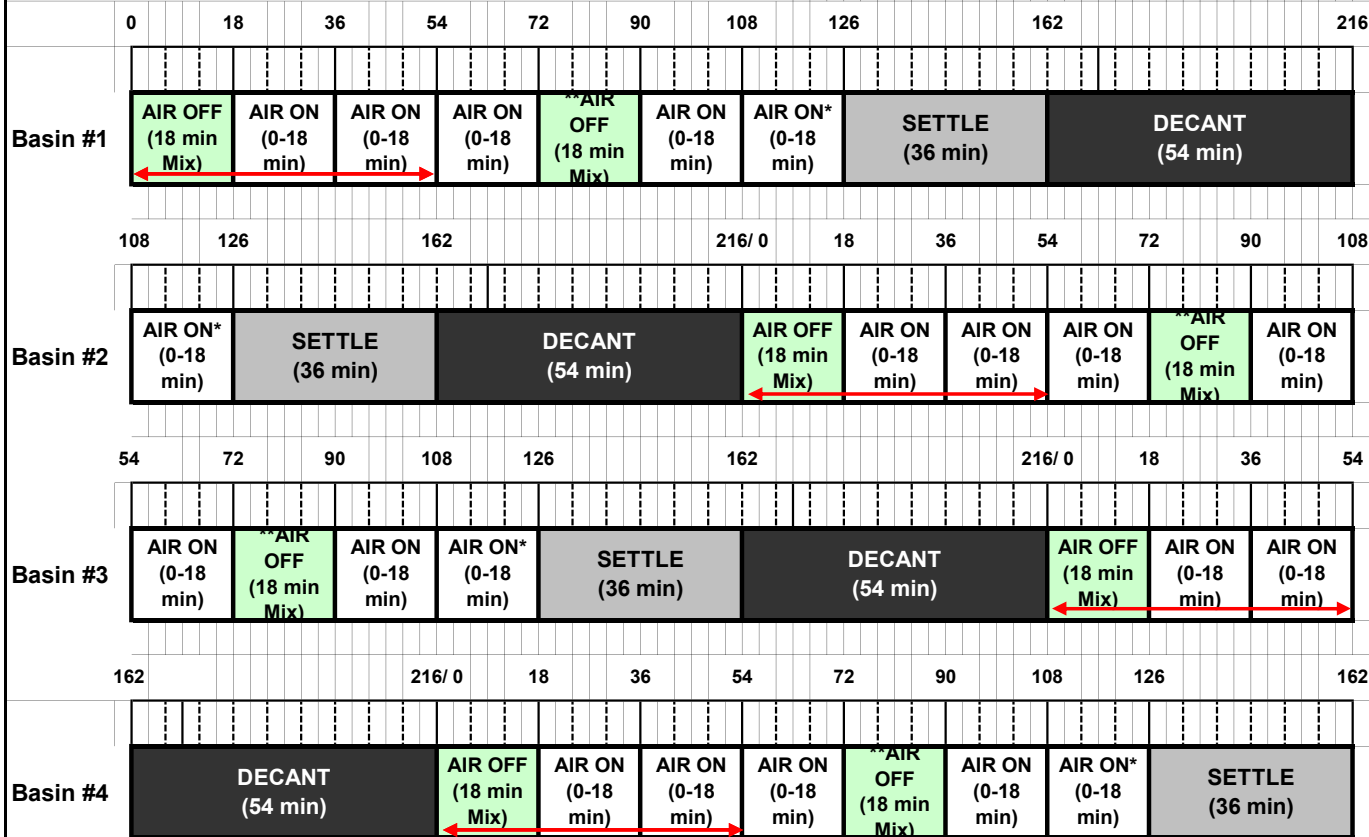 0 18 36 54 72 90 108 126 162 216
Basin #1
AIR OFF
(18 min
Mix)
AIR ON
(0-18
min)
AIR ON
(0-18
min)
AIR ON
(0-18
min)
**AIR
OFF
(18 min
Mix)
AIR ON
(0-18
min)
AIR ON*
(0-18
min)
SETTLE
(36 min)
DECANT
(54 min)
108 126 162 216/ 0 18 36 54 72 90 108
Basin #2
AIR ON*
(0-18
min)
SETTLE
(36 min)
DECANT
(54 min)
AIR OFF
(18 min
Mix)
AIR ON
(0-18
min)
AIR ON
(0-18
min)
AIR ON
(0-18
min)
**AIR
OFF
(18 min
Mix)
AIR ON
(0-18
min)
54 72 90 108 126 162 216/ 0 18 36 54
Basin #3
AIR ON
(0-18
min)
**AIR
OFF
(18 min
Mix)
AIR ON
(0-18
min)
AIR ON*
(0-18
min)
SETTLE
(36 min)
DECANT
(54 min)
AIR OFF
(18 min
Mix)
AIR ON
(0-18
min)
AIR ON
(0-18
min)
162 216/ 0 18 36 54 72 90 108 126 162
Basin #4
DECANT
(54 min)
AIR OFF
(18 min
Mix)
AIR ON
(0-18
min)
AIR ON
(0-18
min)
AIR ON
(0-18
min)
**AIR
OFF
(18 min
Mix)
AIR ON
(0-18
min)
AIR ON*
(0-18
min)
SETTLE
(36 min)